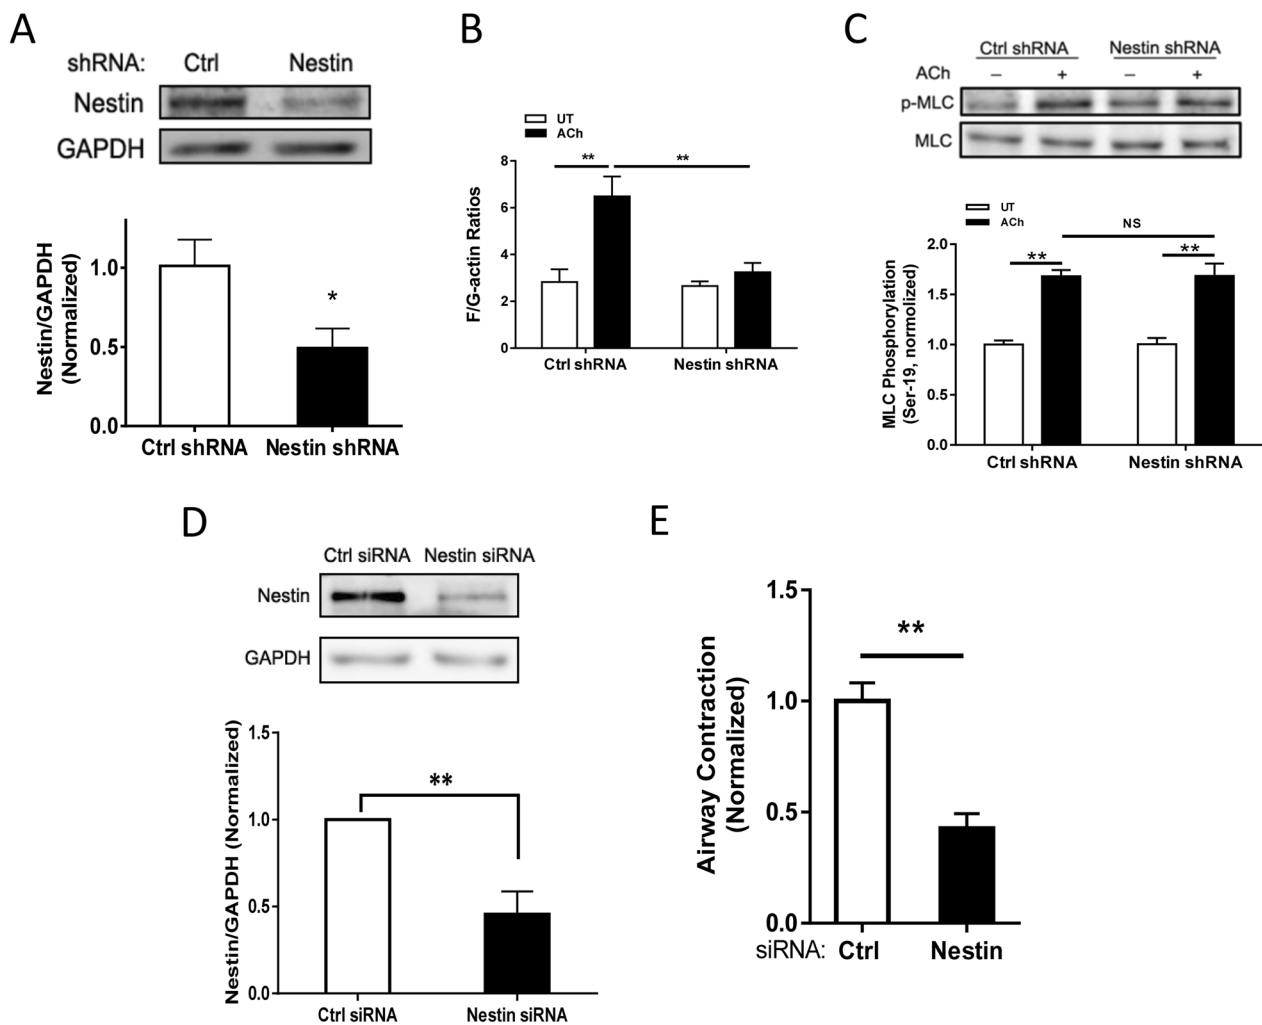 A
shRNA: Ctrl Nestin
Nestin
GAPDH
Nestin/GAPDH
(Normalized)
1.0
0.5
0.0
*
Ctrl shRNA Nestin shRNA
B
UT
ACh
F/G-actin Ratios
8
6
4
2
0
** **
Ctrl shRNA Nestin shRNA
C
Ctrl shRNA Nestin shRNA
ACh – + – +
p-MLC
MLC
UT
ACh
MLC Phosphorylation
(Ser-19, normolized)
2.0
1.5
1.0
0.5
0.0
NS
** **
Ctrl shRNA Nestin shRNA
D
Ctrl siRNA Nestin siRNA
Nestin
GAPDH
Nestin/GAPDH (Normalized)
1.5
1.0
0.5
0.0
**
Ctrl siRNA Nestin siRNA
E
Airway Contraction
(Normalized)
1.5
1.0
0.5
0.0
**
siRNA: Ctrl Nestin